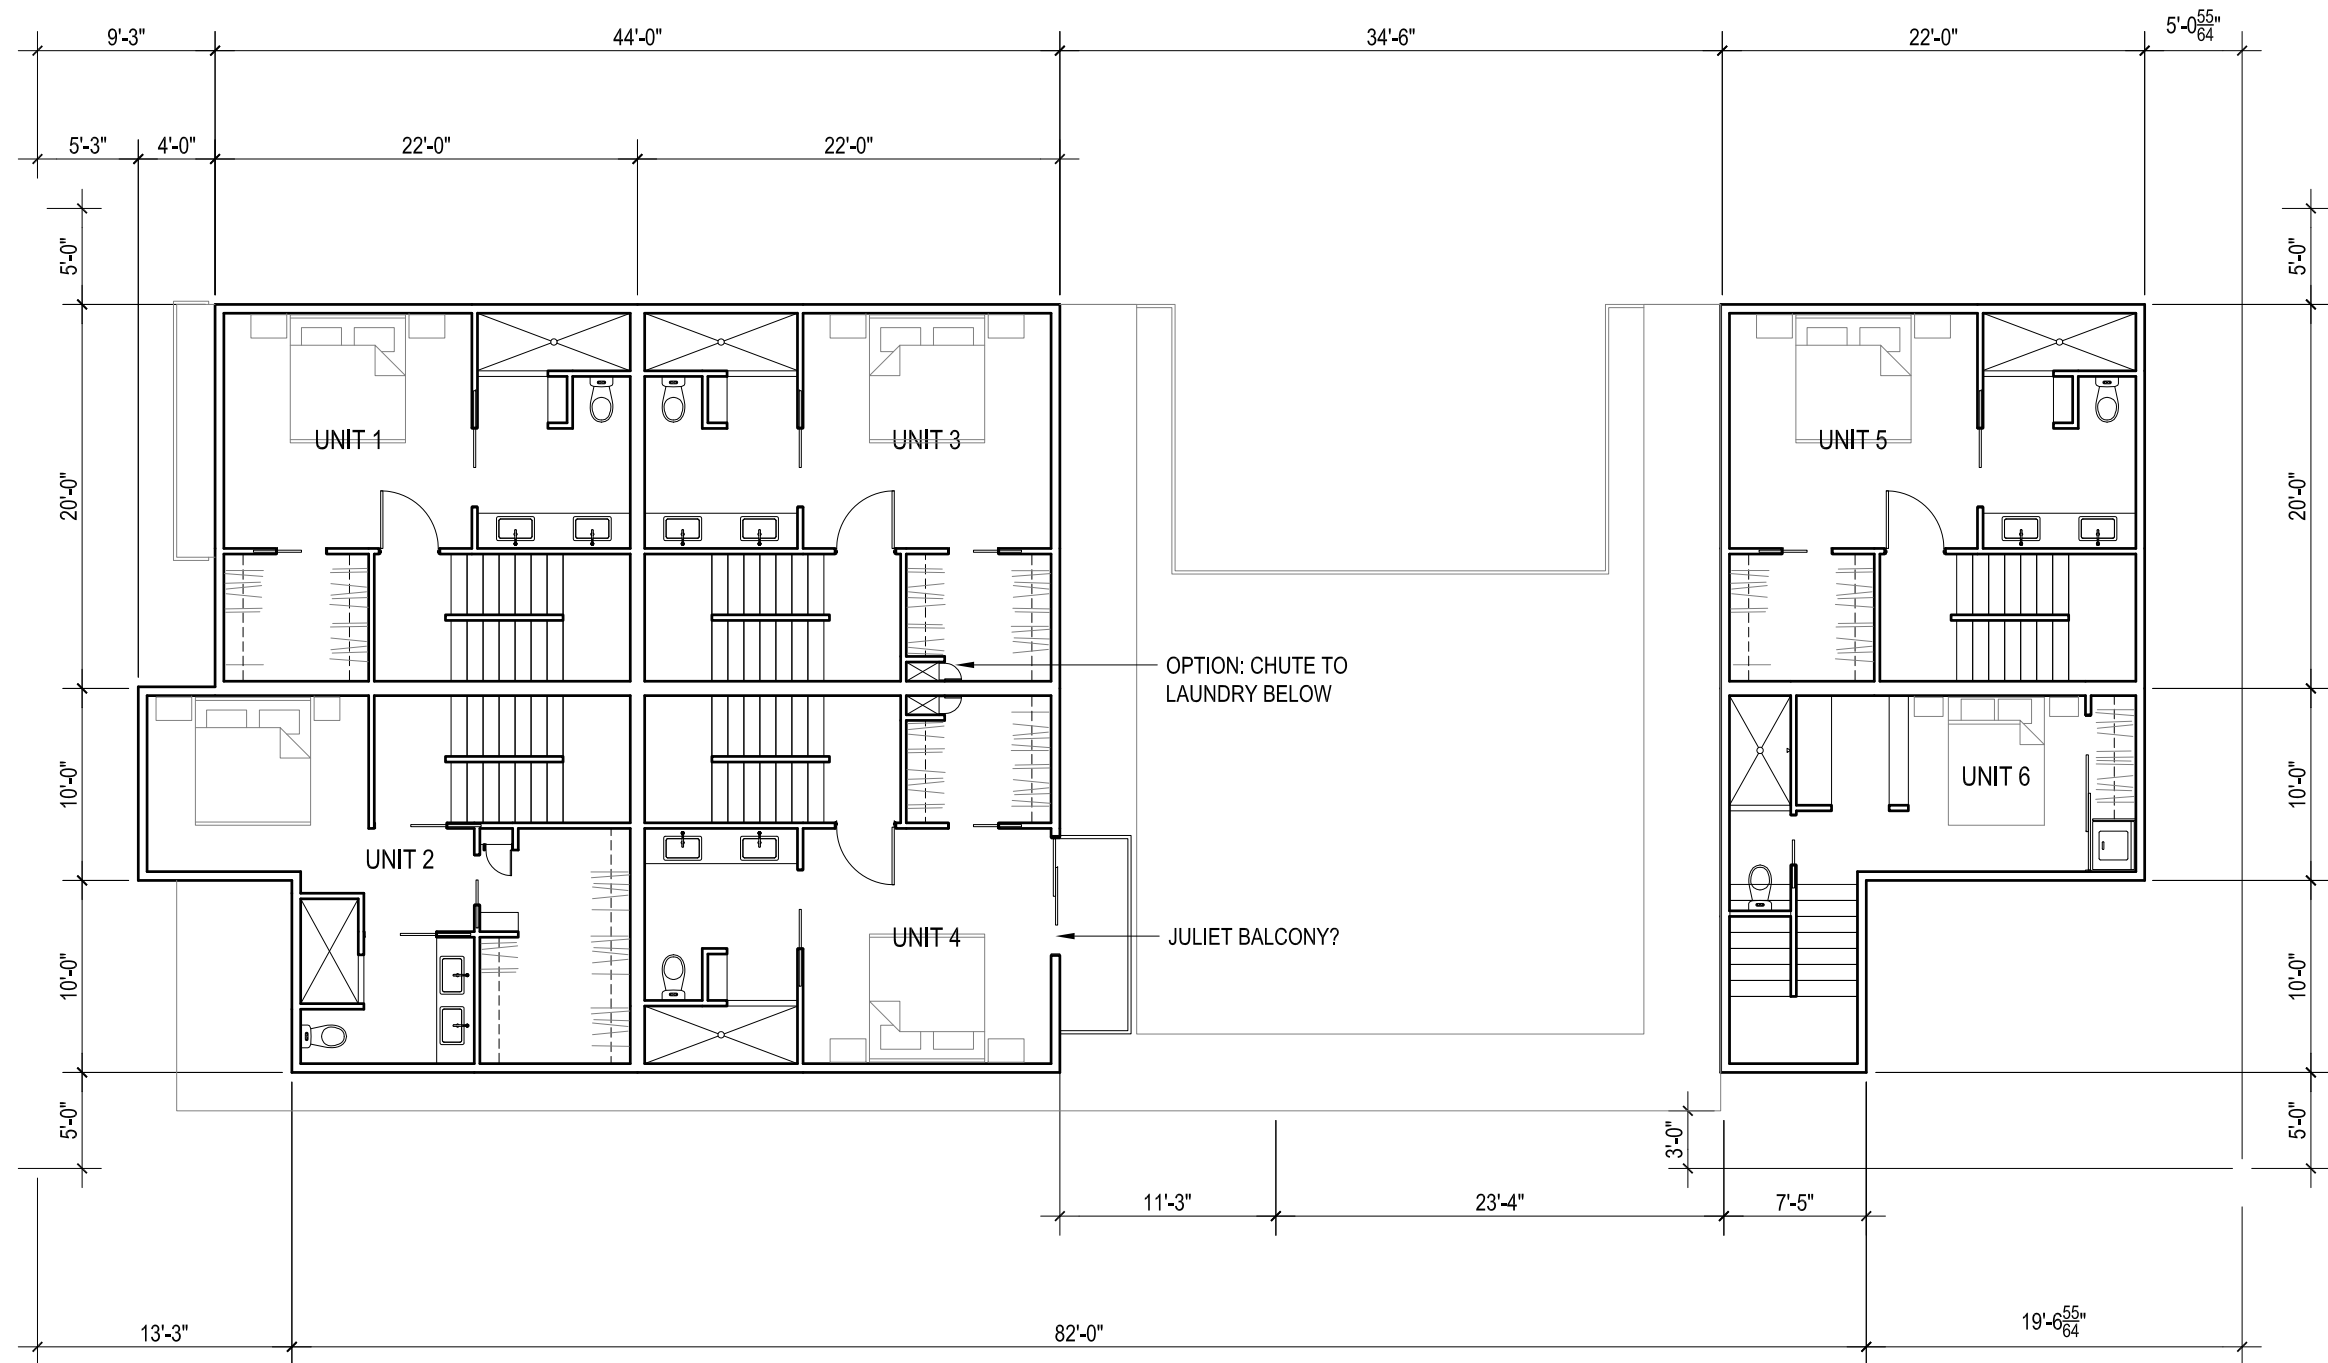 9'-3"
44'-0"
34'-6"
22'-0"
5'-0 55/64"
5'-3"
4'-0"
22'-0"
22'-0"
5'-0"
5'-0"
UNIT 1
UNIT 3
UNIT 5
20'-0"
20'-0"
OPTION: CHUTE TO
LAUNDRY BELOW
10'-0"
UNIT 6
10'-0"
UNIT 2
UNIT 4
JULIET BALCONY?
10'-0"
10'-0"
5'-0"
3'-0"
5'-0"
11'-3"
23'-4"
7'-5"
13'-3"
82'-0"
19'-6 55/64"